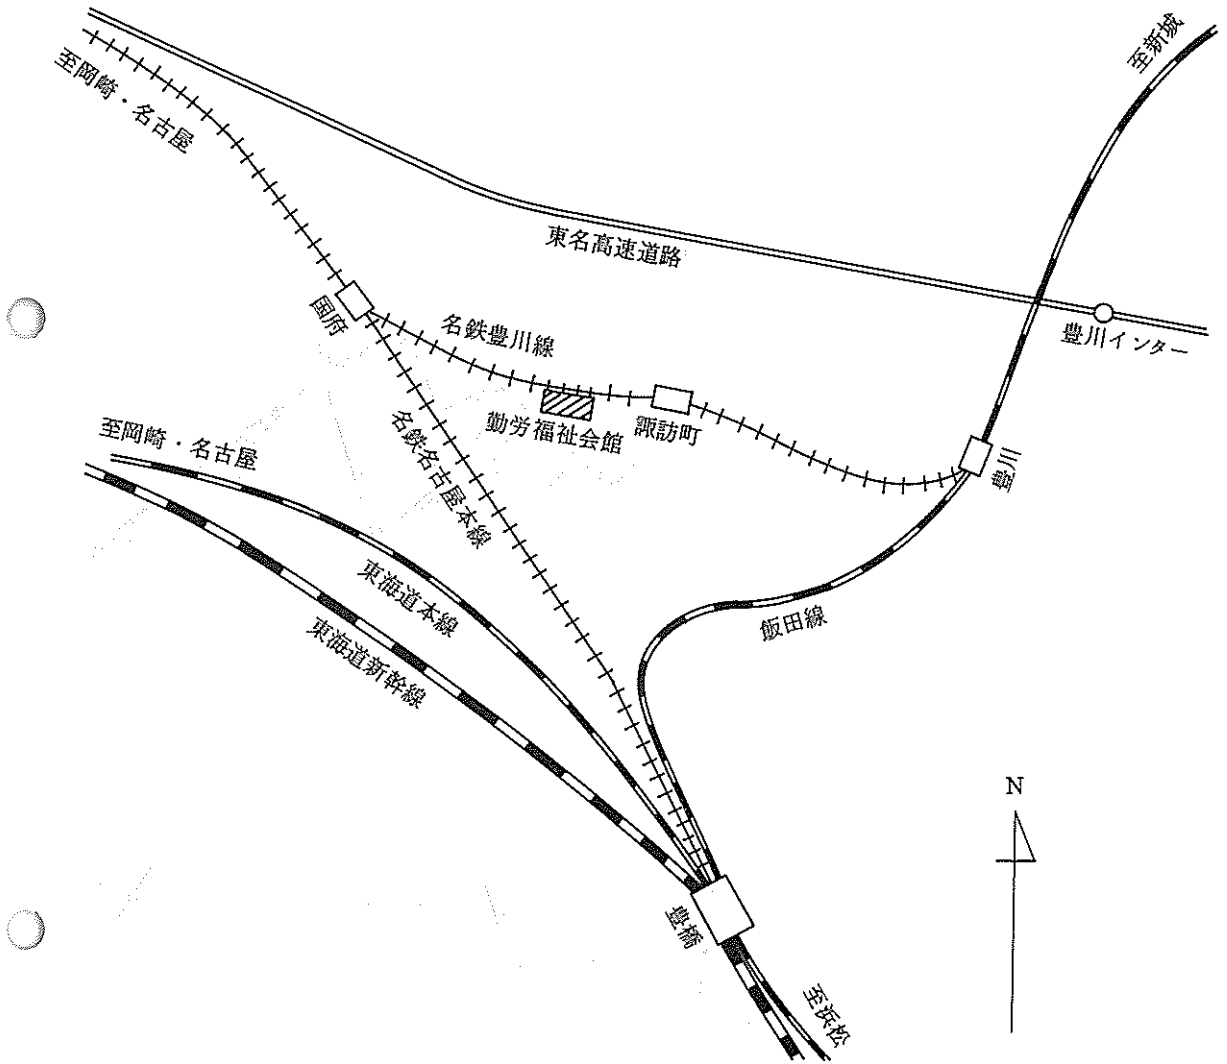 至新城
至岡崎・名古屋
東名高速道路
国府
名鉄豊川線
豊川インター
勤労福祉会館
諏訪町
至岡崎・名古屋
名鉄名古屋本線
豊川
東海道本線
飯田線
東海道新幹線
N
豊橋
至浜松